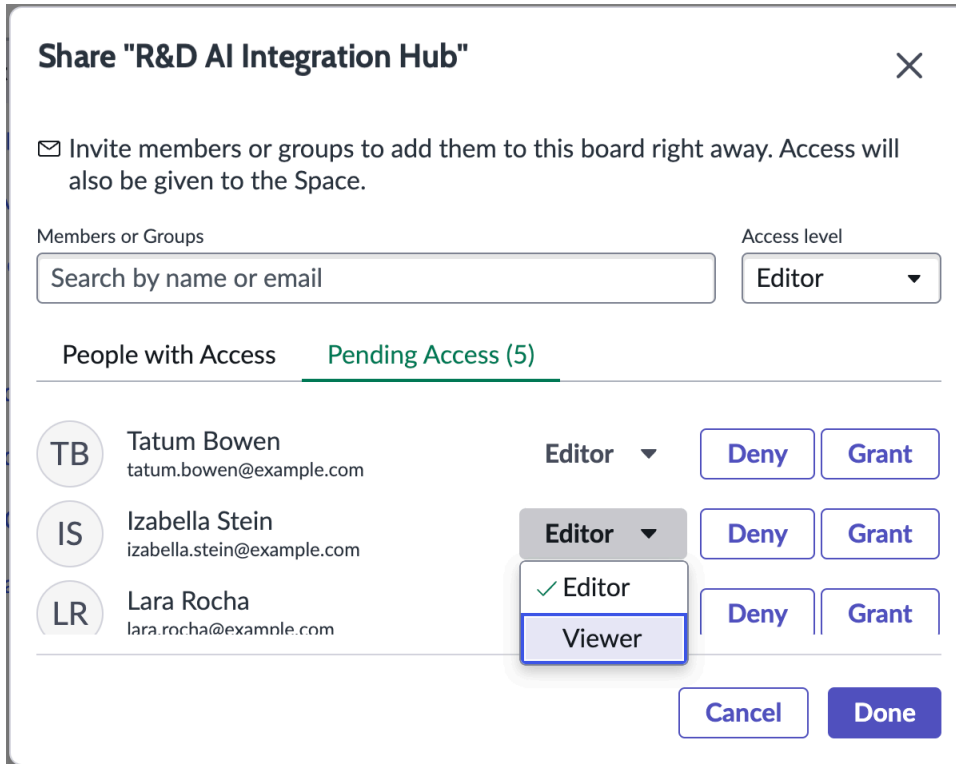 Share "R&D AI Integration Hub"
Invite members or groups to add them to this board right away. Access will
also be given to the Space.
Members or Groups
Access level
Search by name or email
Editor
People with Access
Pending Access (5)
TB
Tatum Bowen
tatum.bowen@example.com
Editor
Deny
Grant
IS
Izabella Stein
izabella.stein@example.com
Editor
Deny
Grant
Editor
Viewer
LR
Lara Rocha
lara.rocha@example.com
Deny
Grant
Cancel
Done